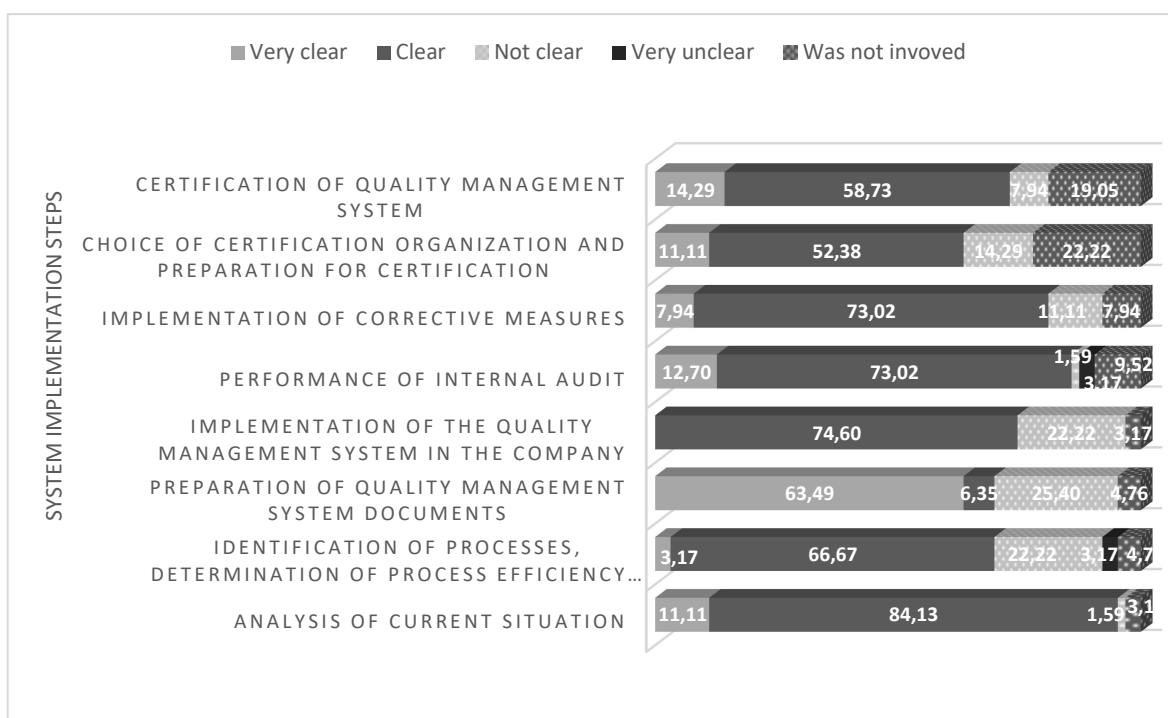 Very clear Clear Not clear Very unclear Was not invoved
SYSTEM IMPLEMENTATION STEPS
CERTIFICATION OF QUALITY MANAGEMENT
SYSTEM
14,29 58,73 7,94 19,05
CHOICE OF CERTIFICATION ORGANIZATION AND
PREPARATION FOR CERTIFICATION
11,11 52,38 14,29 22,22
IMPLEMENTATION OF CORRECTIVE MEASURES
7,94 73,02 11,11 7,94
PERFORMANCE OF INTERNAL AUDIT
12,70 73,02 1,59 3,17 9,52
IMPLEMENTATION OF THE QUALITY
MANAGEMENT SYSTEM IN THE COMPANY
74,60 22,22 3,17
PREPARATION OF QUALITY MANAGEMENT
SYSTEM DOCUMENTS
63,49 6,35 25,40 4,76
IDENTIFICATION OF PROCESSES,
DETERMINATION OF PROCESS EFFICIENCY…
3,17 66,67 22,22 3,17 4,7
ANALYSIS OF CURRENT SITUATION
11,11 84,13 1,59 3,1